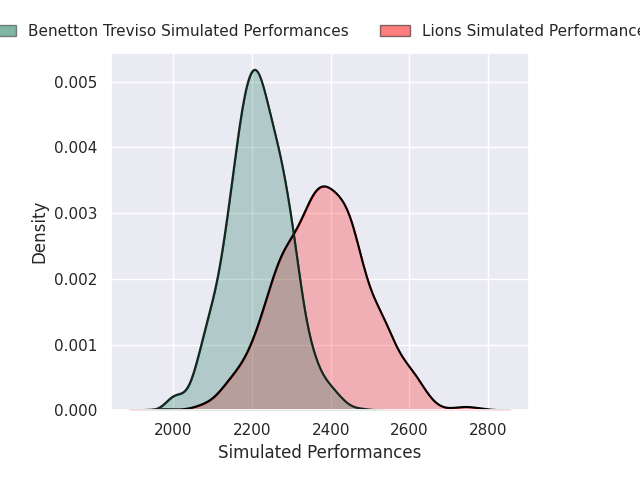 Benetton Treviso Simulated Performances
Lions Simulated Performance
0.005
0.004
0.003
0.002
0.001
0.000
Density
2000 2200 2400 2600 2800
Simulated Performances